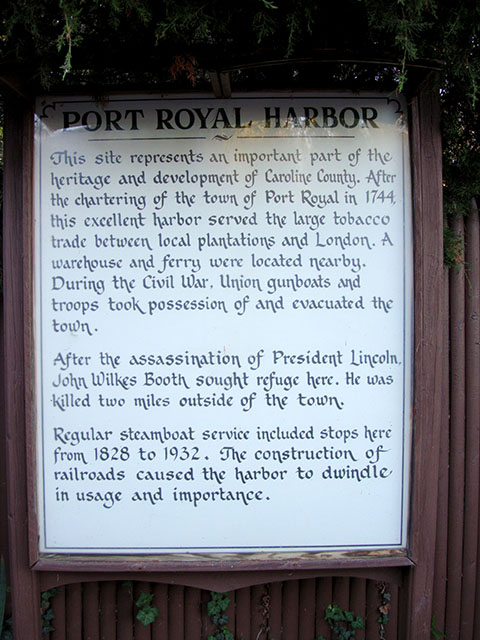 PORT ROYAL HARBOR
This site represents an important part of the
heritage and development of Caroline County. After
the chartering of the town of Port Royal in 1744,
this excellent harbor served the large tobacco
trade between local plantations and London. A
warehouse and ferry were located nearby.
During the Civil War, Union gunboats and
troops took possession of and evacuated the
town.
After the assassination of President Lincoln,
John Wilkes Booth sought refuge here. He was
killed two miles outside of the town.
Regular steamboat service included stops here
from 1828 to 1932. The construction of
railroads caused the harbor to dwindle
in usage and importance.